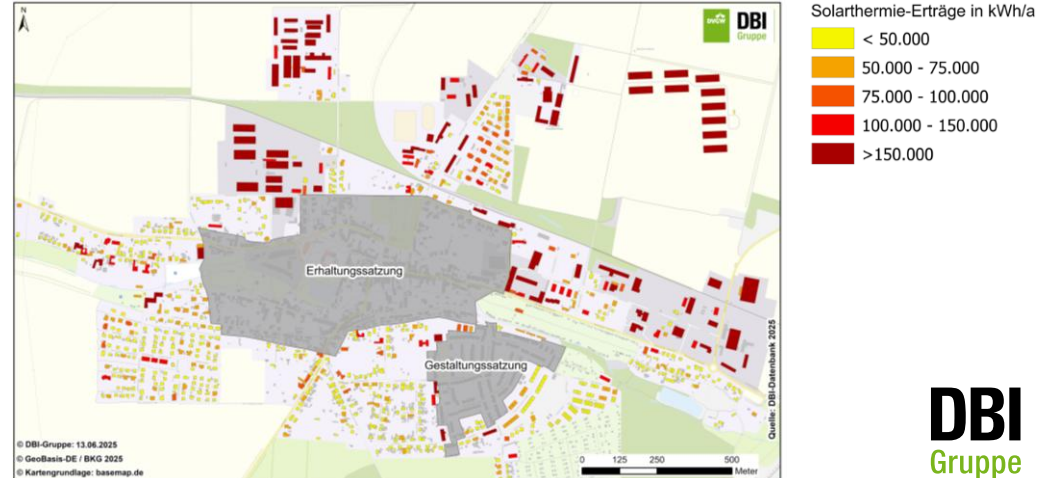 N
DVGW DBI
Gruppe
Solarthermie-Erträge in kWh/a
< 50.000
50.000 - 75.000
75.000 - 100.000
100.000 - 150.000
>150.000
Erhaltungssatzung
Gestaltungssatzung
Quelle: DBI-Datenbank 2025
© DBI-Gruppe: 13.06.2025
© GeoBasis-DE / BKG 2025
© Kartengrundlage: basemap.de
0 125 250 500
Meter
DBI
Gruppe